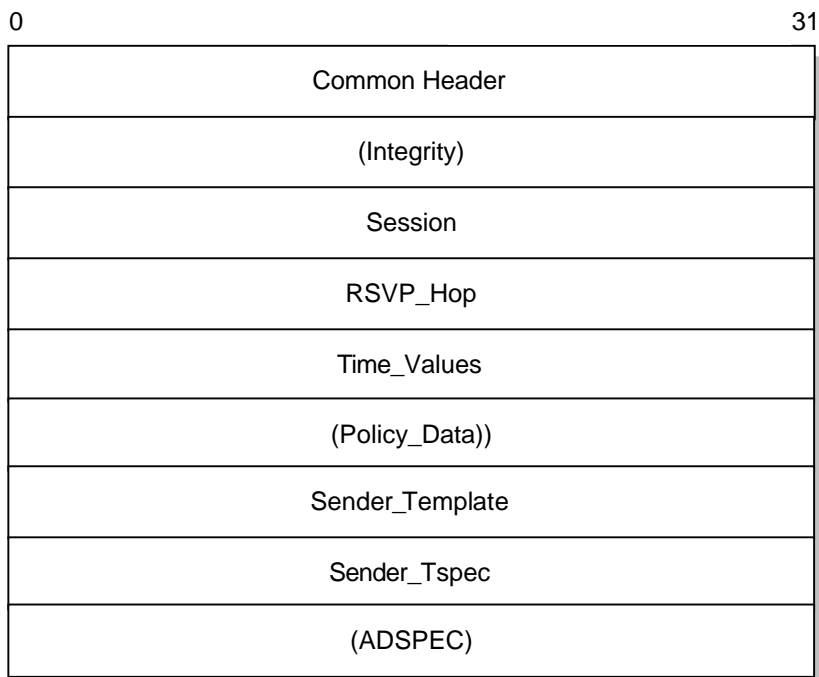 0 31
Common Header
(Integrity)
Session
RSVP_Hop
Time_Values
(Policy_Data))
Sender_Template
Sender_Tspec
(ADSPEC)